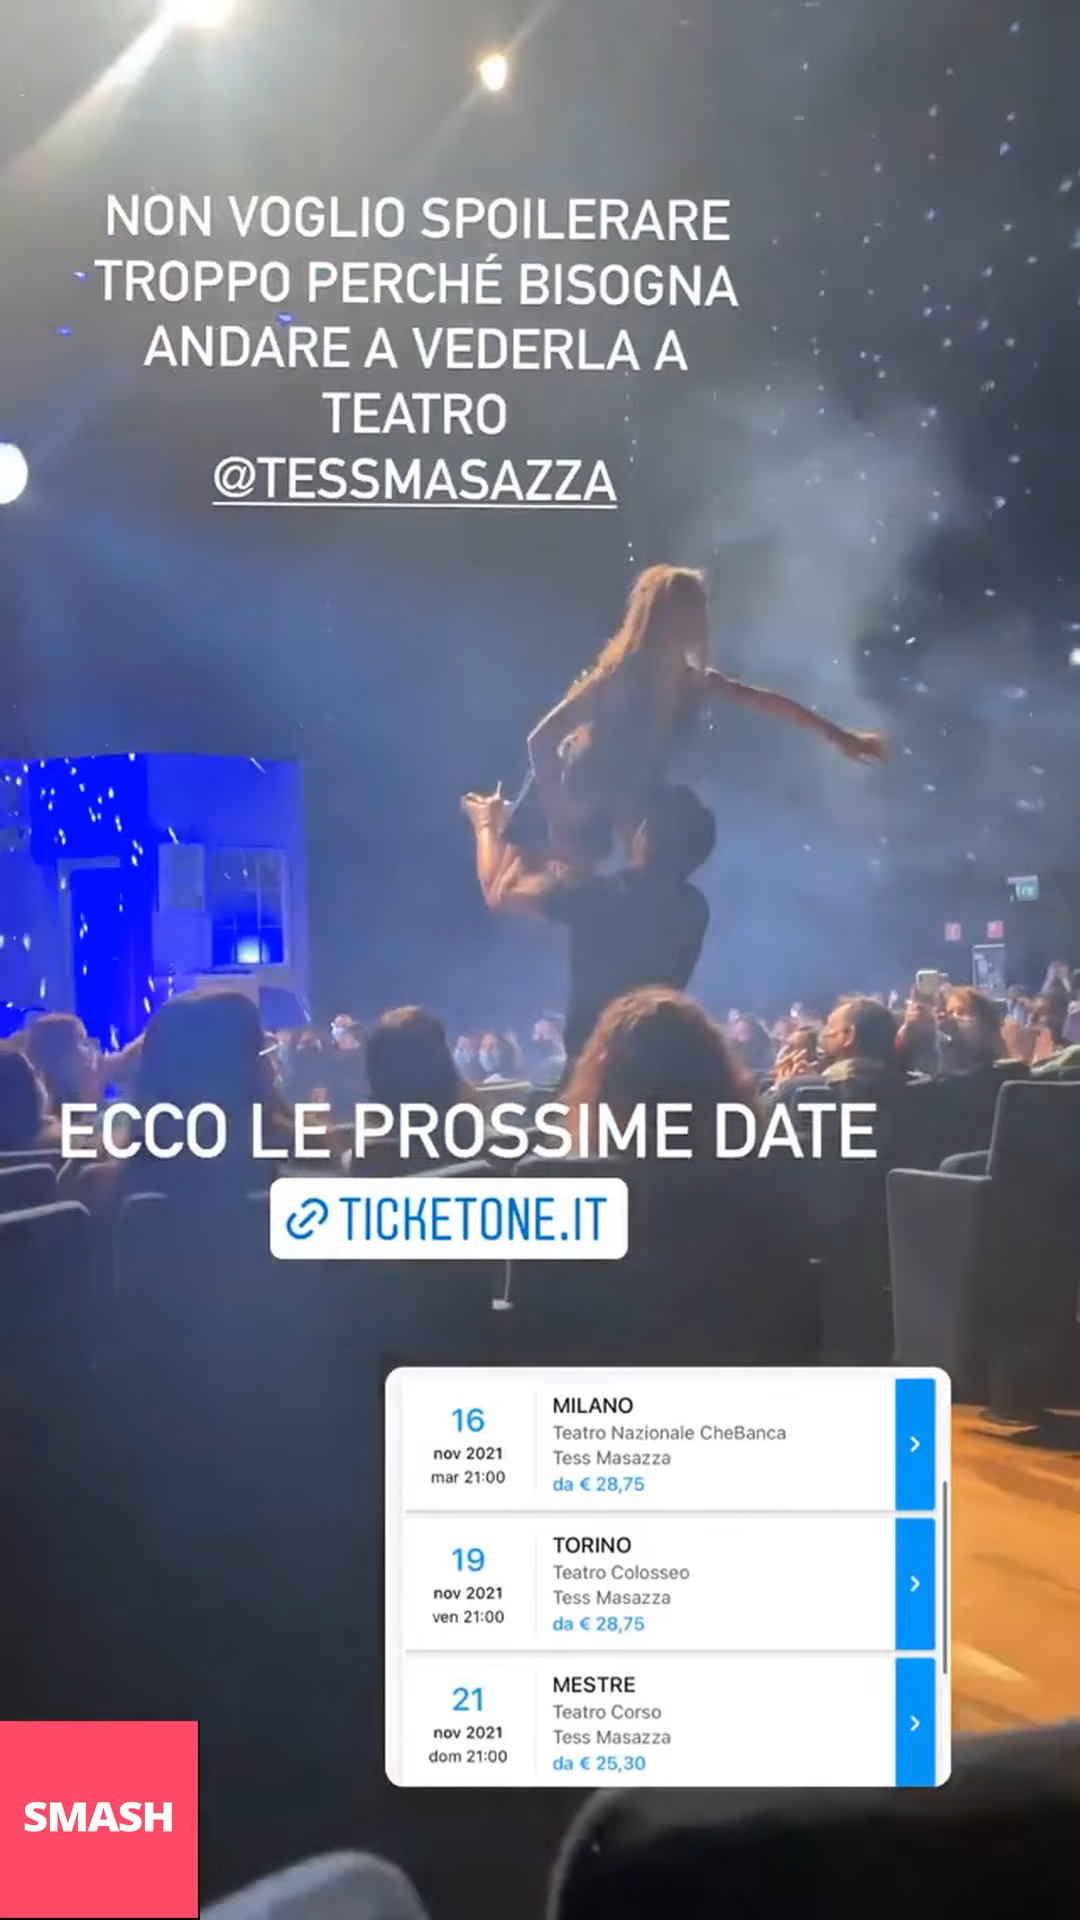 NON VOGLIO SPOILERARE
TROPPO PERCHÉ BISOGNA
ANDARE A VEDERLA A
TEATRO
@TESSMASAZZA
ECCO LE PROSSIME DATE
TICKETONE.IT
16
nov 2021
mar 21:00
MILANO
Teatro Nazionale CheBanca
Tess Masazza
da € 28,75
19
nov 2021
ven 21:00
TORINO
Teatro Colosseo
Tess Masazza
da € 28,75
21
nov 2021
dom 21:00
MESTRE
Teatro Corso
Tess Masazza
da € 25,30
SMASH